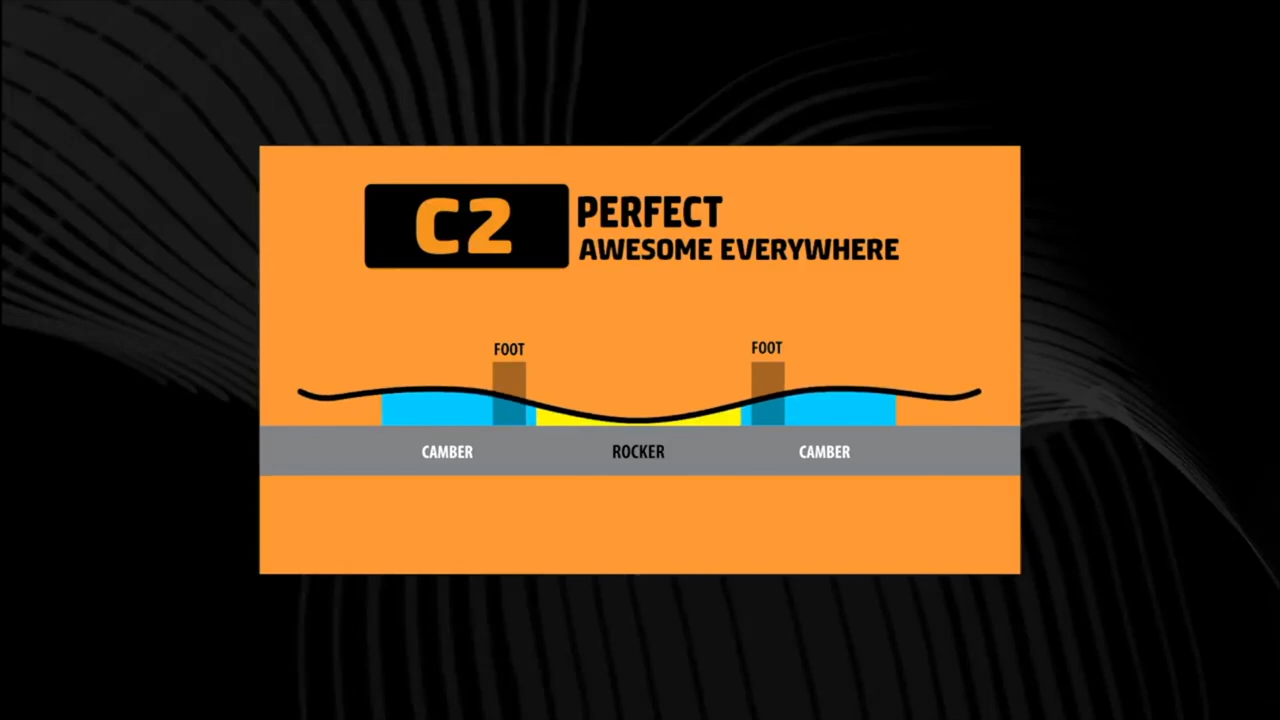 C2
PERFECT
AWESOME EVERYWHERE
FOOT
FOOT
CAMBER
ROCKER
CAMBER